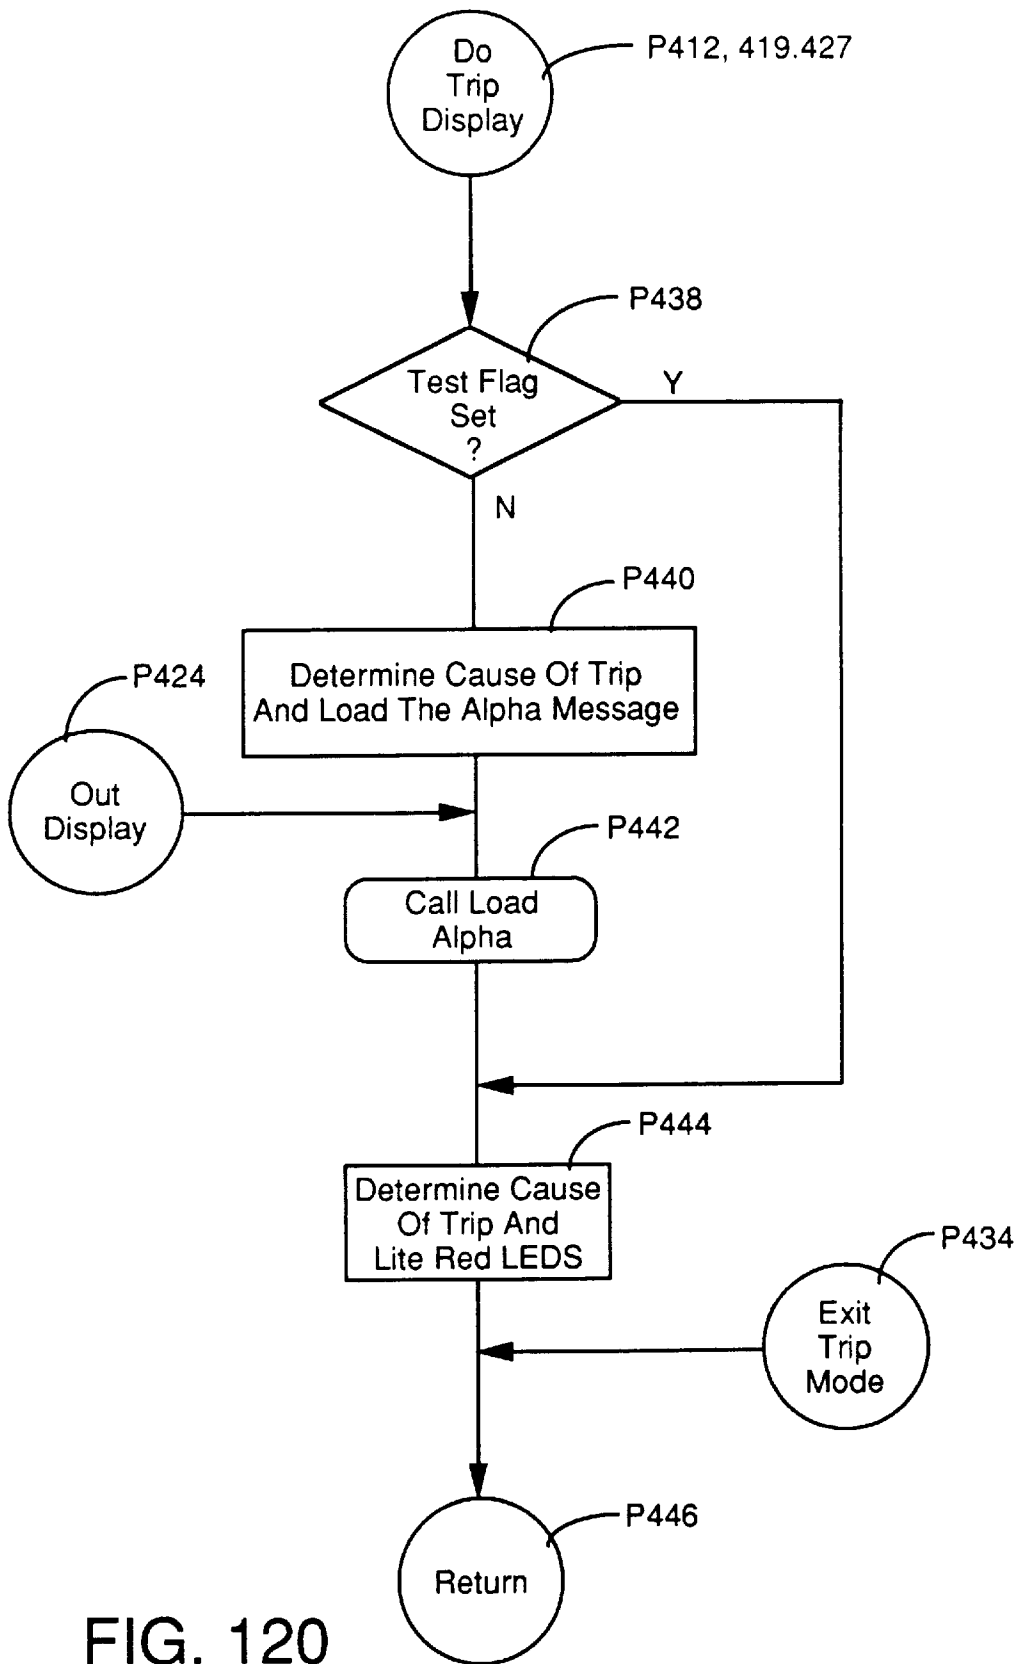 Do
Trip
Display
P412, 419.427
P438
Test Flag
Set
?
Y
N
P440
Determine Cause Of Trip
And Load The Alpha Message
P424
Out
Display
P442
Call Load
Alpha
P444
Determine Cause
Of Trip And
Lite Red LEDS
P434
Exit
Trip
Mode
P446
Return
FIG. 120